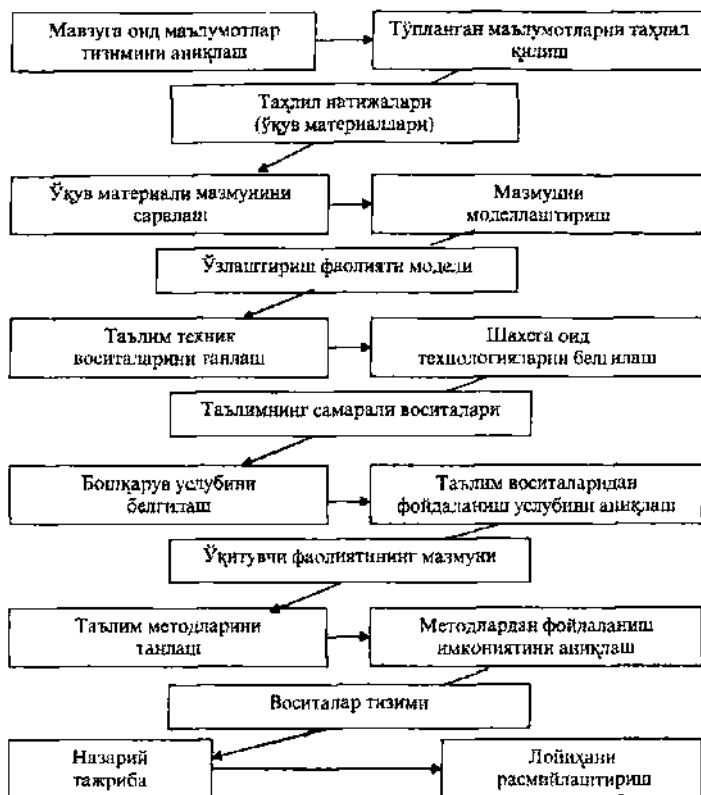 Мавзуга оид маълумотлар
тизимини аниқлаш
Тўпланган маълумотларни таҳлил
қилиш
Таҳлил натижалари
(ўқув материаллари)
Ўқув материали мазмунини
саралаш
Мазмунни
моделлаштириш
Ўзлаштириш фаолияти модели
Таълим техник
воситаларини танлаш
Шахсга оид
технологияларни белгилаш
Таълимнинг самарали воситалари
Бошқарув услубини
белгилаш
Таълим воситаларидан
фойдаланиш услубини аниқлаш
Ўқитувчи фаолиятининг мазмуни
Таълим методларини
танлаш
Методлардан фойдаланиш
имкониятини аниқлаш
Воситалар тизими
Назарий
тажриба
Лойиҳани
расмийлаштириш